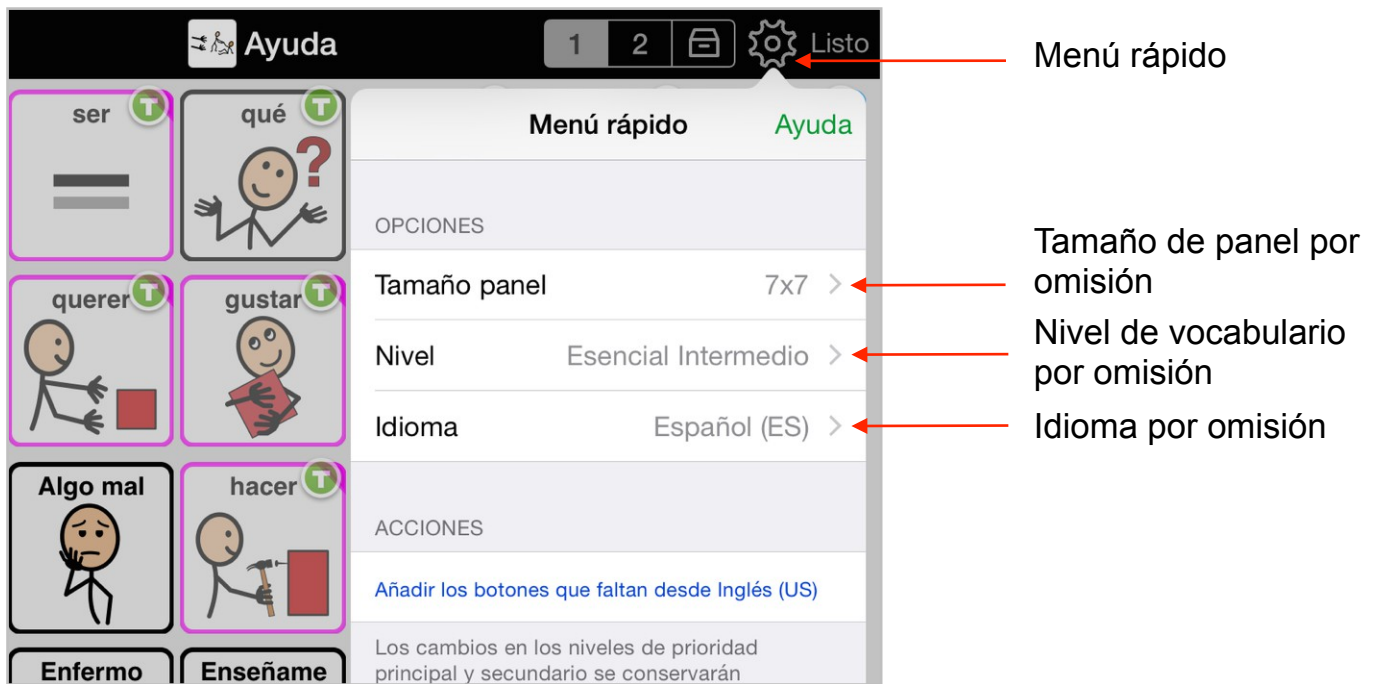 Ayuda
1 2
Listo
Menú rápido
ser
T
qué
T
Menú rápido
Ayuda
OPCIONES
Tamaño panel 7x7
Tamaño de panel por
omisión
querer
T
gustar
T
Nivel Esencial Intermedio
Nivel de vocabulario
por omisión
Idioma Español (ES)
Idioma por omisión
Algo mal
hacer
T
ACCIONES
Añadir los botones que faltan desde Inglés (US)
Los cambios en los niveles de prioridad
principal y secundario se conservarán
Enfermo
Enseñame